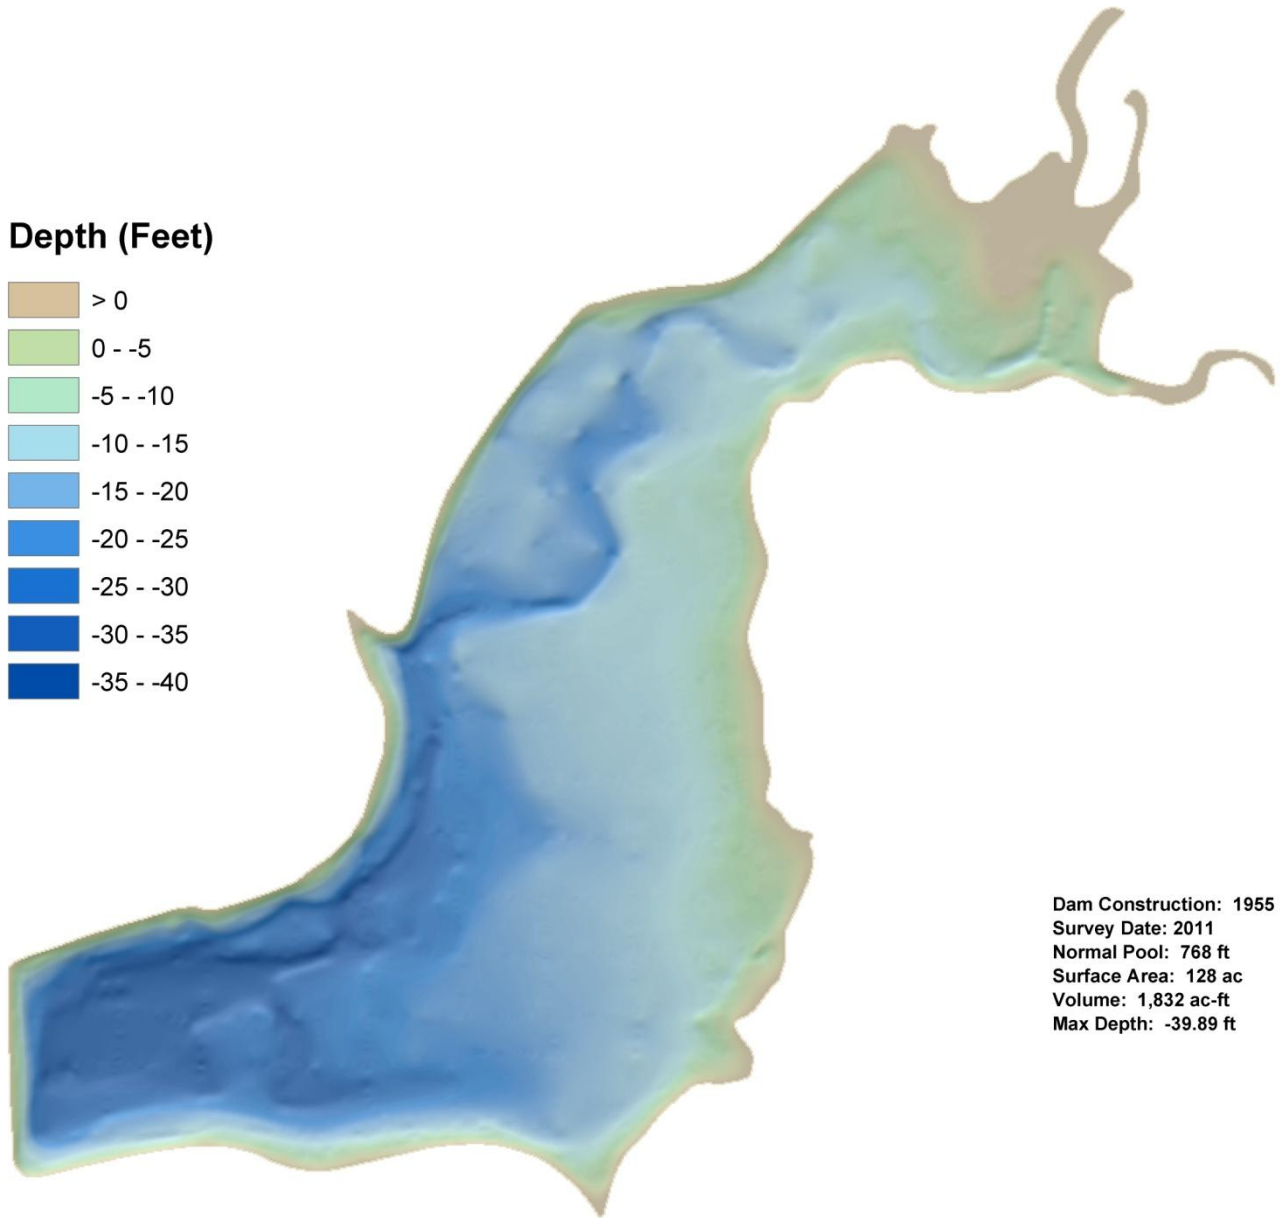 Depth (Feet)
> 0
0 - -5
-5 - -10
-10 - -15
-15 - -20
-20 - -25
-25 - -30
-30 - -35
-35 - -40
Dam Construction: 1955
Survey Date: 2011
Normal Pool: 768 ft
Surface Area: 128 ac
Volume: 1,832 ac-ft
Max Depth: -39.89 ft